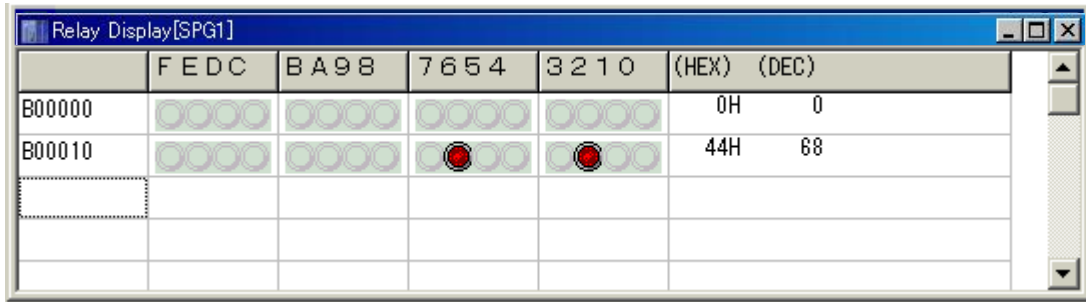 Relay Display[SPG1]
ＦＥＤＣ ＢＡ９８ ７６５４ ３２１０ (HEX) (DEC)
B00000 0H 0
B00010 44H 68